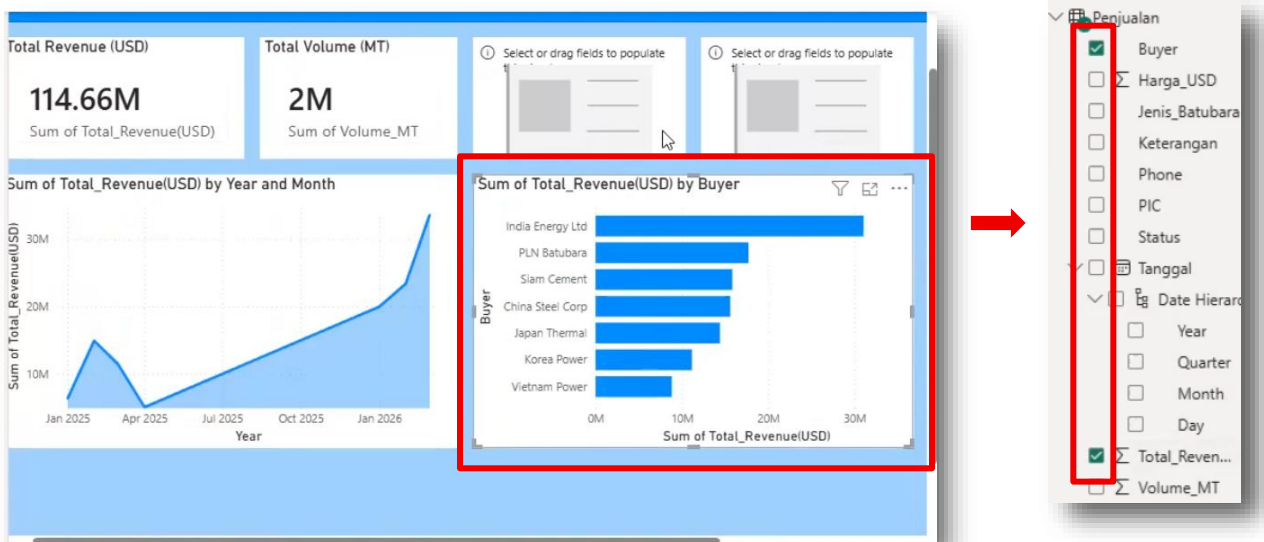 Total Revenue (USD)
114.66M
Sum of Total_Revenue(USD)
Total Volume (MT)
2M
Sum of Volume_MT
Select or drag fields to populate
Select or drag fields to populate
Sum of Total_Revenue(USD) by Year and Month
Sum of Total_Revenue(USD)
30M
20M
10M
Jan 2025
Apr 2025
Jul 2025
Oct 2025
Jan 2026
Year
Sum of Total_Revenue(USD) by Buyer
Buyer
India Energy Ltd
PLN Batubara
Siam Cement
China Steel Corp
Japan Thermal
Korea Power
Vietnam Power
0M
10M
20M
30M
Sum of Total_Revenue(USD)
Penjualan
Buyer
Harga_USD
Jenis_Batubara
Keterangan
Phone
PIC
Status
Tanggal
Date Hierarc
Year
Quarter
Month
Day
Total_Reven...
Volume_MT